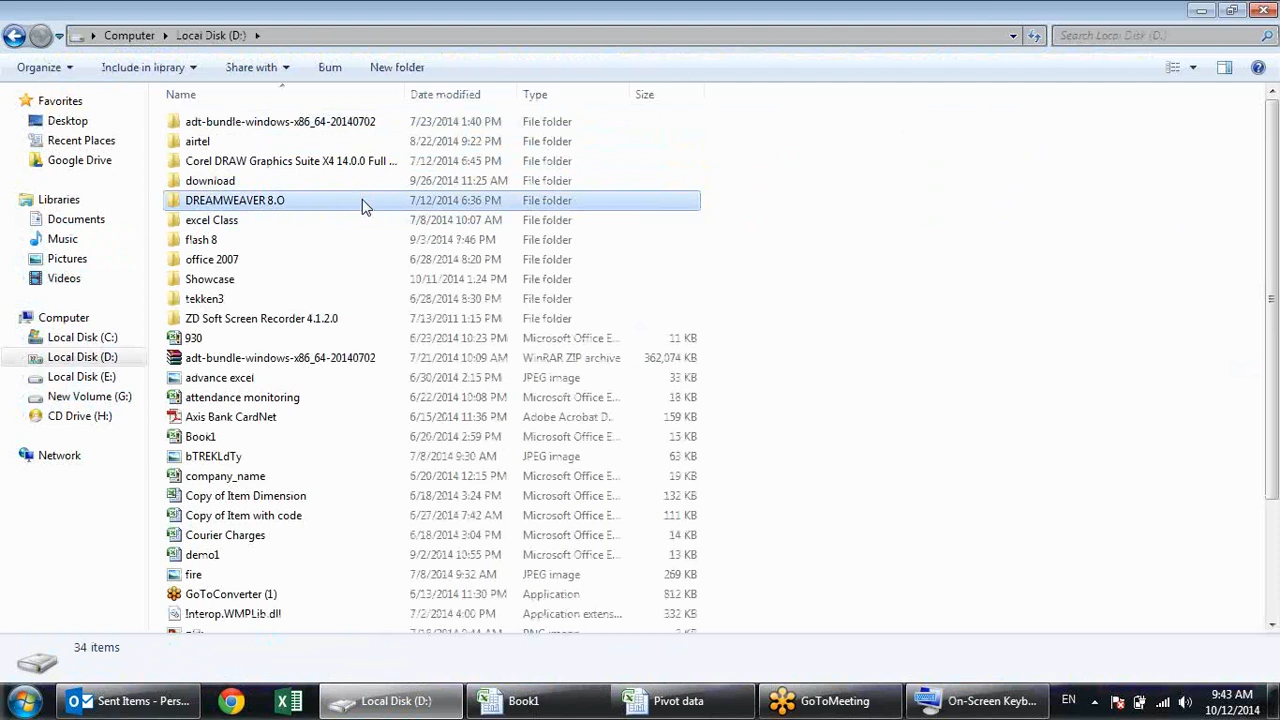 Computer Local Disk (D:) Search Local Disk (D:)
Organize Include in library Share with Burn New folder
Name Date modified Type Size
Favorites
Desktop
Recent Places
Google Drive
Libraries
Documents
Music
Pictures
Videos
Computer
Local Disk (C:)
Local Disk (D:)
Local Disk (E:)
New Volume (G:)
CD Drive (H:)
Network
adt-bundle-windows-x86_64-20140702 7/23/2014 1:40 PM File folder
airtel 8/22/2014 9:22 PM File folder
Corel DRAW Graphics Suite X4 14.0.0 Full ... 7/12/2014 6:45 PM File folder
download 9/26/2014 11:25 AM File folder
DREAMWEAVER 8.O 7/12/2014 6:36 PM File folder
excel Class 7/8/2014 10:07 AM File folder
flash 8 9/3/2014 7:46 PM File folder
office 2007 6/28/2014 8:20 PM File folder
Showcase 10/11/2014 1:24 PM File folder
tekken3 6/28/2014 8:30 PM File folder
ZD Soft Screen Recorder 4.1.2.0 7/13/2011 1:15 PM File folder
930 6/23/2014 10:23 PM Microsoft Office E... 11 KB
adt-bundle-windows-x86_64-20140702 7/21/2014 10:09 AM WinRAR ZIP archive 362,074 KB
advance excel 6/30/2014 2:15 PM JPEG image 33 KB
attendance monitoring 6/22/2014 10:08 PM Microsoft Office E... 18 KB
Axis Bank CardNet 6/15/2014 11:36 PM Adobe Acrobat D... 159 KB
Book1 6/20/2014 2:59 PM Microsoft Office E... 15 KB
bTREKLdTy 7/8/2014 9:30 AM JPEG image 63 KB
company_name 6/20/2014 12:15 PM Microsoft Office E... 19 KB
Copy of Item Dimension 6/18/2014 3:24 PM Microsoft Office E... 132 KB
Copy of Item with code 6/27/2014 7:42 AM Microsoft Office E... 111 KB
Courier Charges 6/18/2014 3:04 PM Microsoft Office E... 14 KB
demo1 9/2/2014 10:55 PM Microsoft Office E... 13 KB
fire 7/8/2014 9:32 AM JPEG image 269 KB
GoToConverter (1) 6/13/2014 11:30 PM Application 812 KB
Interop.WMPLib.dll 7/2/2014 4:00 PM Application extens... 332 KB
34 items
Sent Items - Pers... Local Disk (D:) Book1 Pivot data GoToMeeting On-Screen Keyb... EN 9:43 AM
10/12/2014